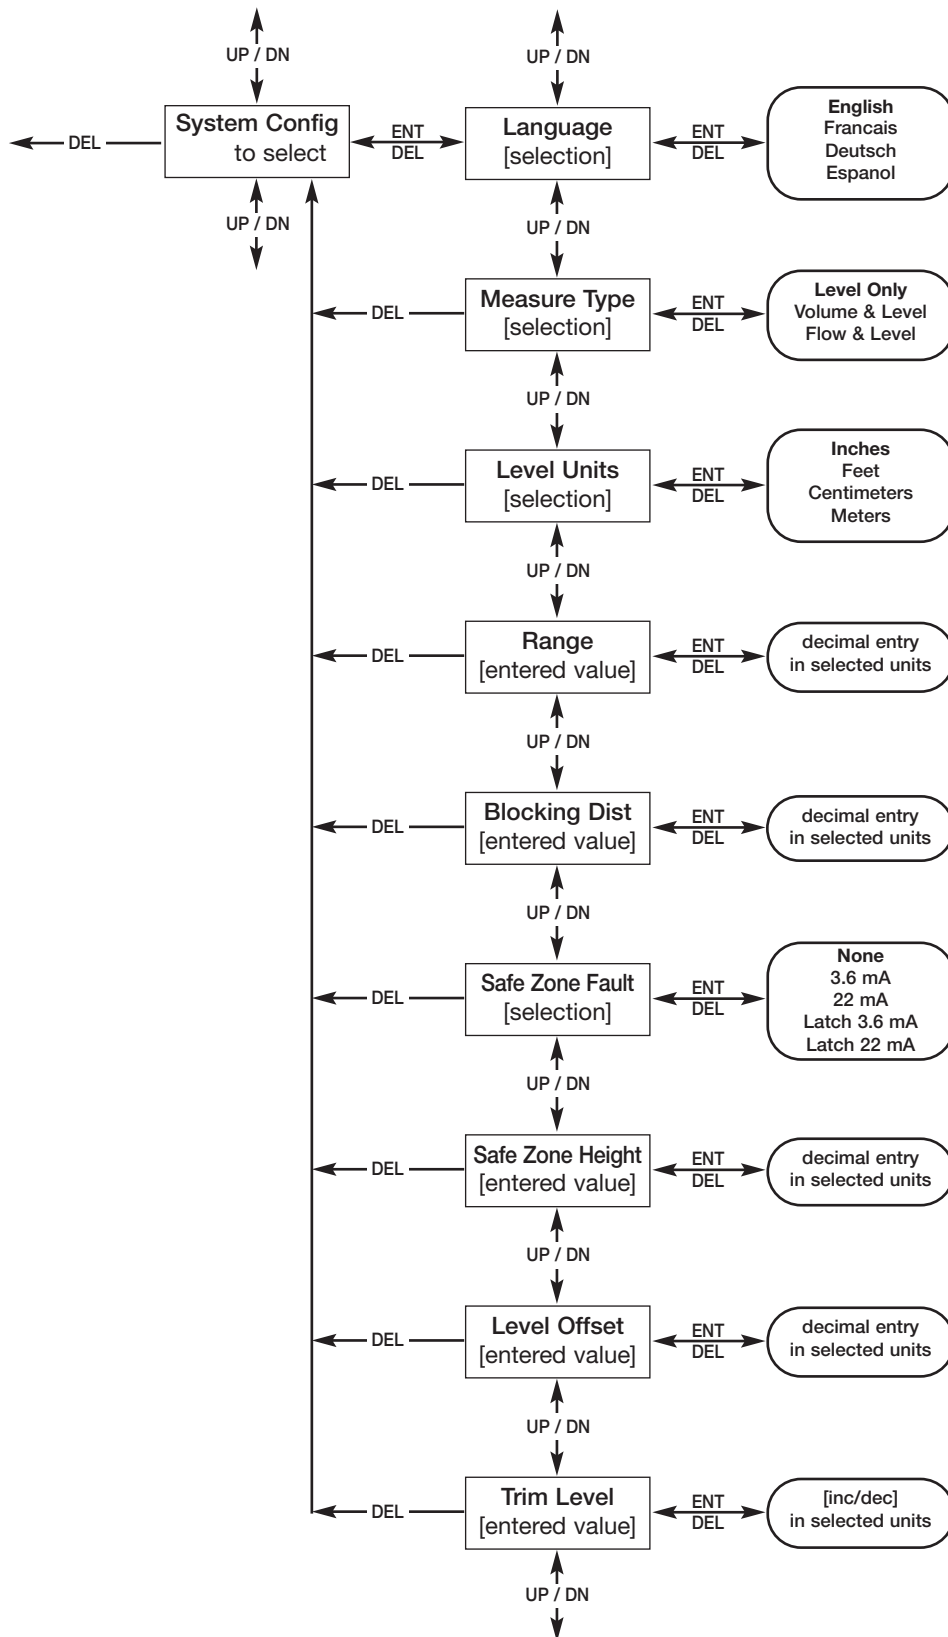 UP / DN
UP / DN
DEL
System Config
to select
ENT
DEL
Language
[selection]
ENT
DEL
English
Francais
Deutsch
Espanol
UP / DN
UP / DN
DEL
Measure Type
[selection]
ENT
DEL
Level Only
Volume & Level
Flow & Level
UP / DN
DEL
Level Units
[selection]
ENT
DEL
Inches
Feet
Centimeters
Meters
UP / DN
DEL
Range
[entered value]
ENT
DEL
decimal entry
in selected units
UP / DN
DEL
Blocking Dist
[entered value]
ENT
DEL
decimal entry
in selected units
UP / DN
DEL
Safe Zone Fault
[selection]
ENT
DEL
None
3.6 mA
22 mA
Latch 3.6 mA
Latch 22 mA
UP / DN
DEL
Safe Zone Height
[entered value]
ENT
DEL
decimal entry
in selected units
UP / DN
DEL
Level Offset
[entered value]
ENT
DEL
decimal entry
in selected units
UP / DN
DEL
Trim Level
[entered value]
ENT
DEL
[inc/dec]
in selected units
UP / DN